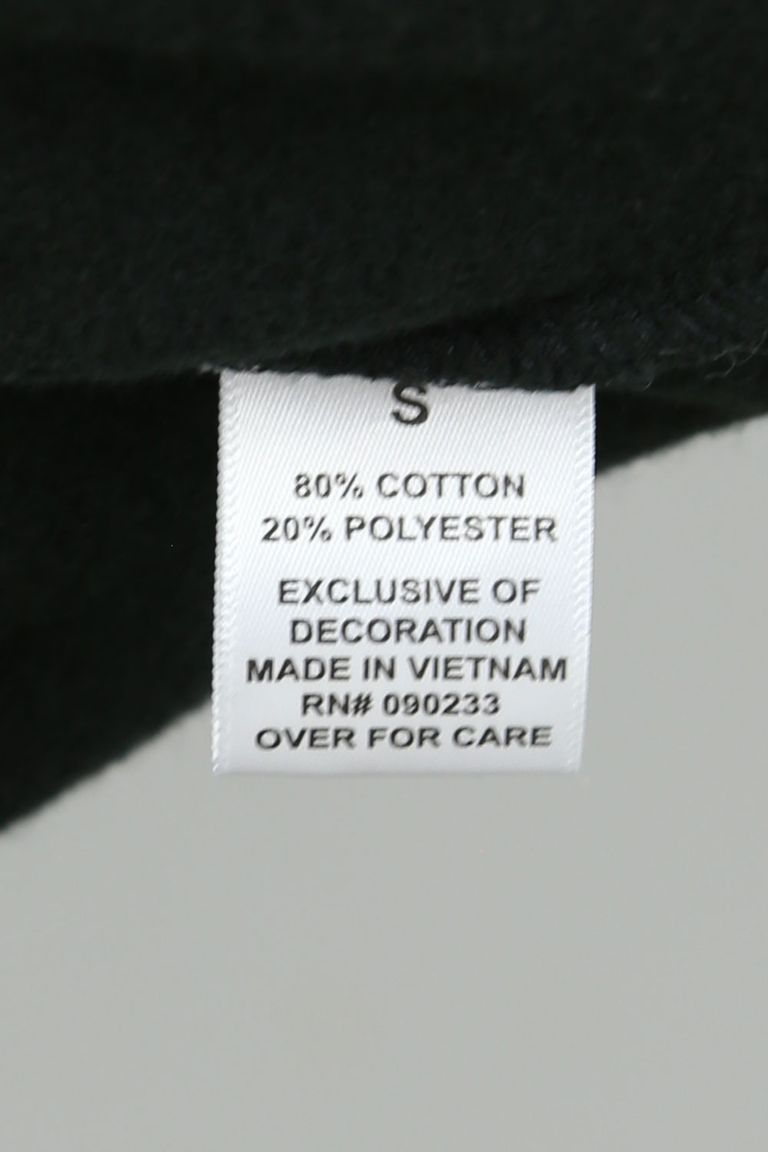 S
80% COTTON
20% POLYESTER
EXCLUSIVE OF
DECORATION
MADE IN VIETNAM
RN# 090233
OVER FOR CARE